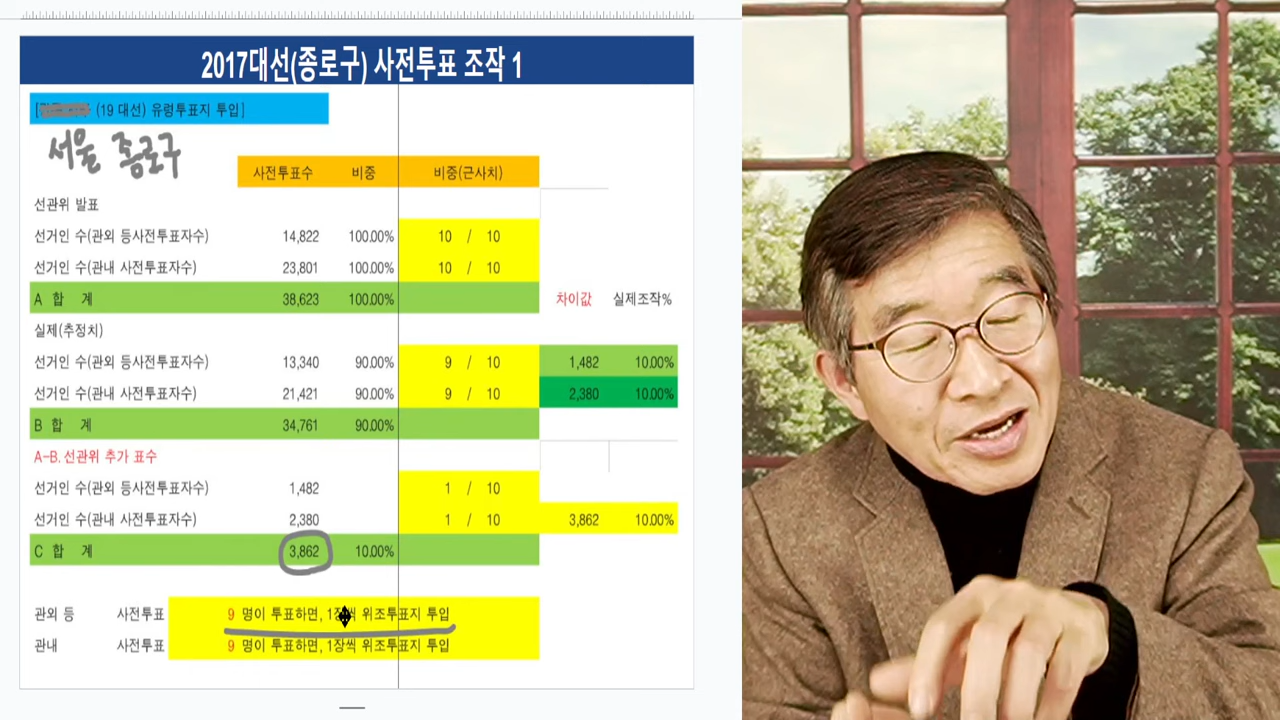 2017대선(종로구) 사전투표 조작 1
(19 대선) 유령투표지 투입]
서울 종로구
사전투표수 비중 비중(근사치)
선관위 발표
선거인 수(관외 등사전투표자수) 14,822 100.00% 10 / 10
선거인 수(관내 사전투표자수) 23,801 100.00% 10 / 10
A 합 계 38,623 100.00% 차이값 실제조작%
실제(추정치)
선거인 수(관외 등사전투표자수) 13,340 90.00% 9 / 10 1,482 10.00%
선거인 수(관내 사전투표자수) 21,421 90.00% 9 / 10 2,380 10.00%
B 합 계 34,761 90.00%
A-B. 선관위 추가 표수
선거인 수(관외 등사전투표자수) 1,482 1 / 10
선거인 수(관내 사전투표자수) 2,380 1 / 10 3,862 10.00%
C 합 계 3,862 10.00%
관외 등 사전투표 9 명이 투표하면, 1장씩 위조투표지 투입
관내 사전투표 9 명이 투표하면, 1장씩 위조투표지 투입